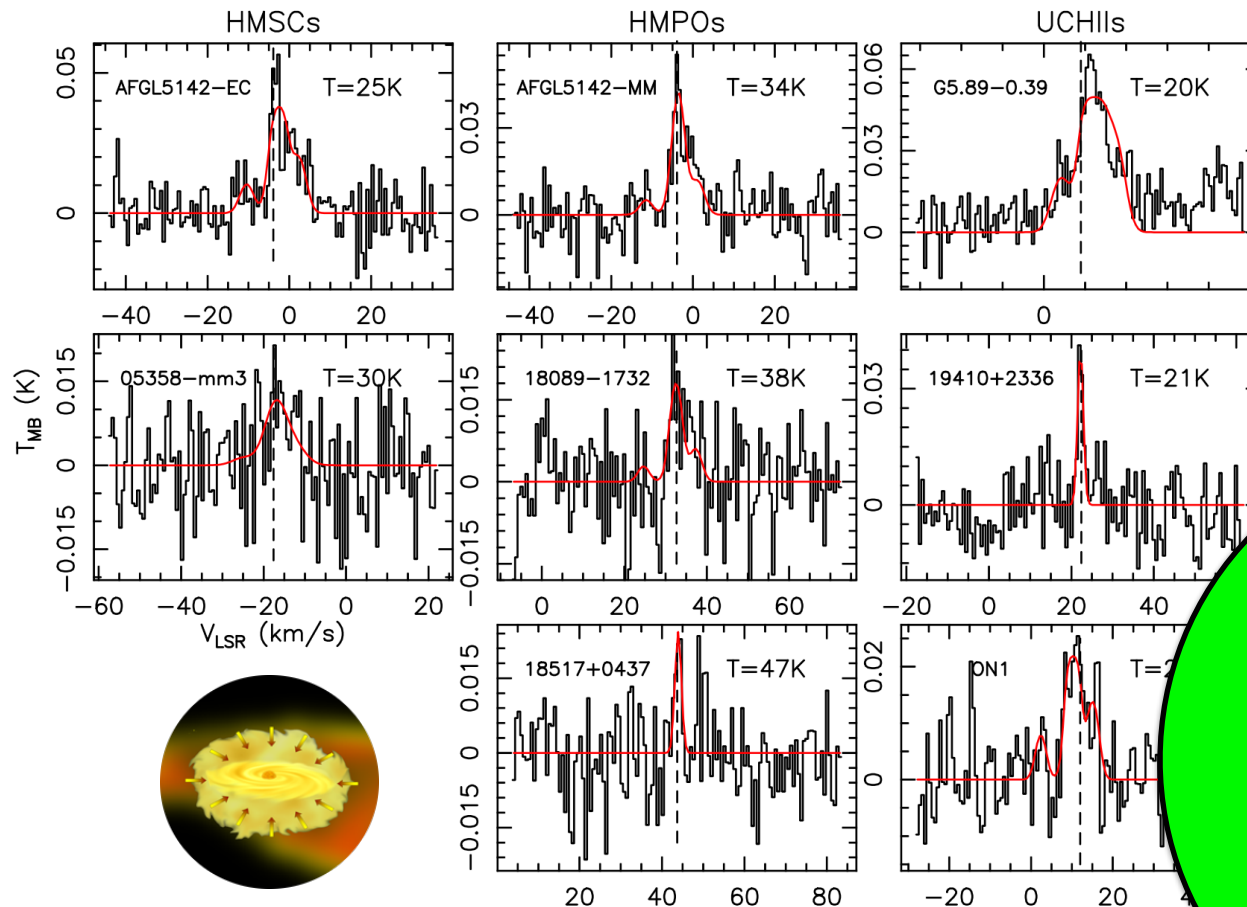 HMSCs HMPOs UCHIIs
AFGL5142−EC T=25K
0.05
0
−40 −20 0 20
AFGL5142−MM T=34K
0.03
0
−40 −20 0 20
G5.89−0.39 T=20K
0.06
0.03
0
0
05358−mm3 T=30K
0.015
0
−0.015
T_MB (K)
−60 −40 −20 0 20
V_LSR (km/s)
18089−1732 T=38K
0.015
0
−0.015
0 20 40 60
19410+2336 T=21K
0.03
0
−20 0 20 40
18517+0437 T=47K
0.015
0
−0.015
20 40 60 80
ON1
0.02
0
−20 0 20